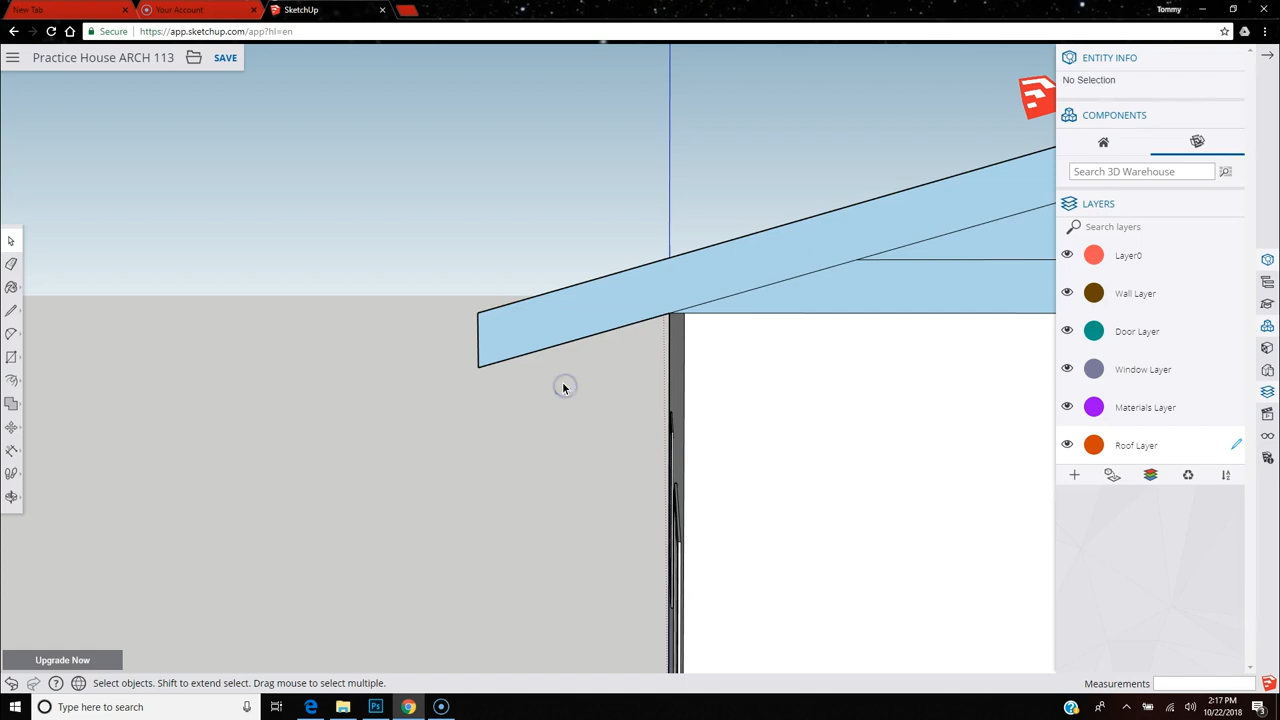 New Tab
Your Account
SketchUp
Tommy
Secure
https://app.sketchup.com/app?hl=en
Practice House ARCH 113
SAVE
ENTITY INFO
No Selection
COMPONENTS
Search 3D Warehouse
LAYERS
Search layers
Layer0
Wall Layer
Door Layer
Window Layer
Materials Layer
Roof Layer
Upgrade Now
Select objects. Shift to extend select. Drag mouse to select multiple.
Measurements
Type here to search
2:17 PM
10/22/2018